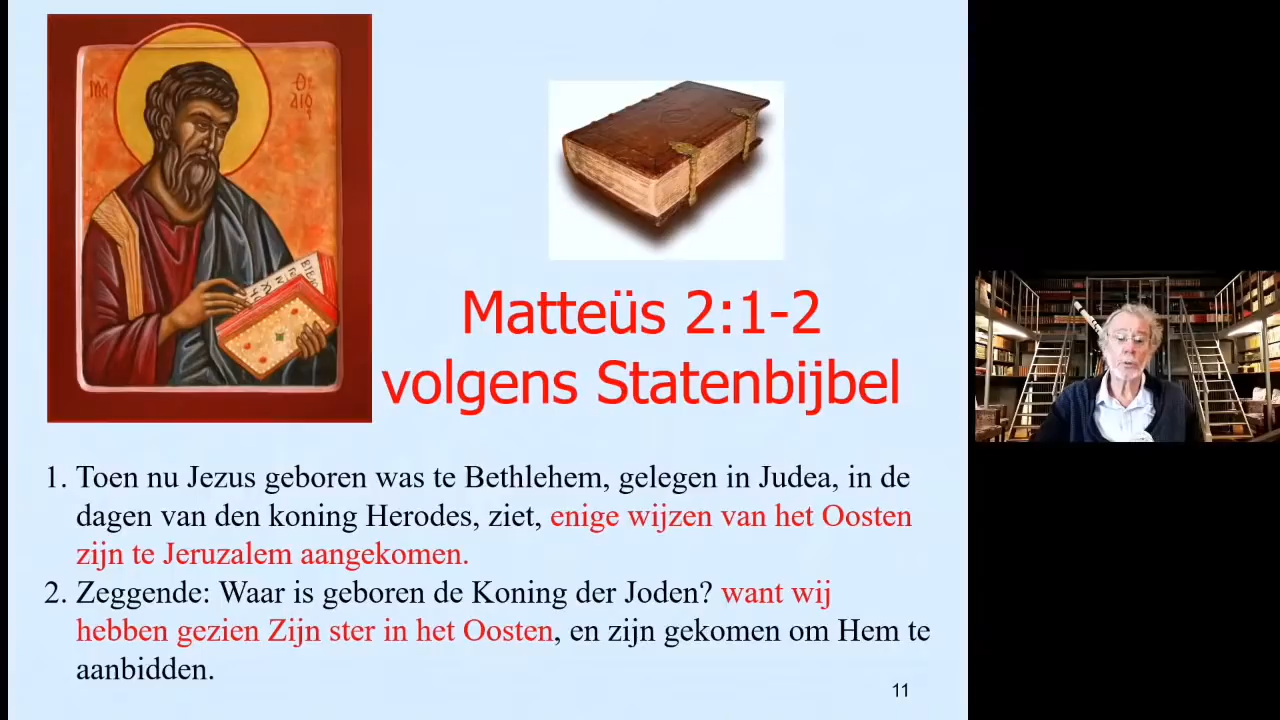 Matteüs 2:1-2
volgens Statenbijbel
1. Toen nu Jezus geboren was te Bethlehem, gelegen in Judea, in de
dagen van den koning Herodes, ziet, enige wijzen van het Oosten
zijn te Jeruzalem aangekomen.
2. Zeggende: Waar is geboren de Koning der Joden? want wij
hebben gezien Zijn ster in het Oosten, en zijn gekomen om Hem te
aanbidden.
11